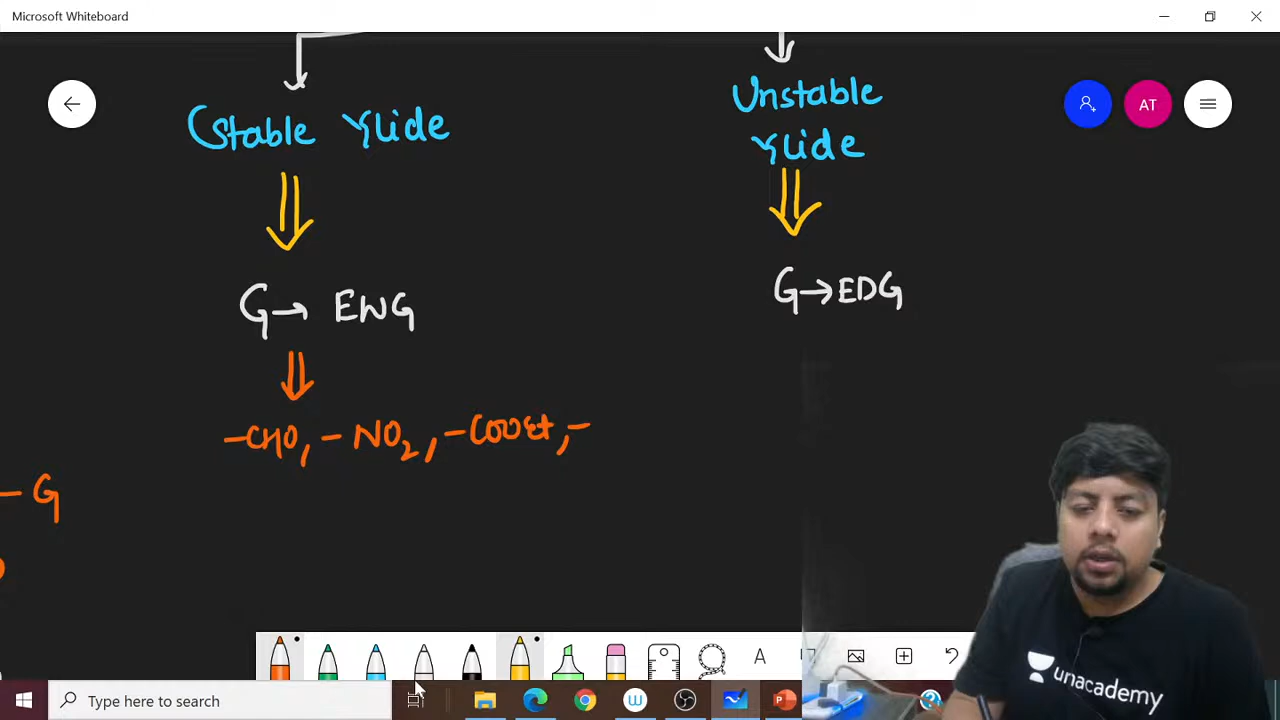 Microsoft Whiteboard
Stable Ylide
Unstable
Ylide
AT
G→ EWG
G→EDG
-CHO, -NO2, -COOEt, -
- G
A
unacademy
Type here to search